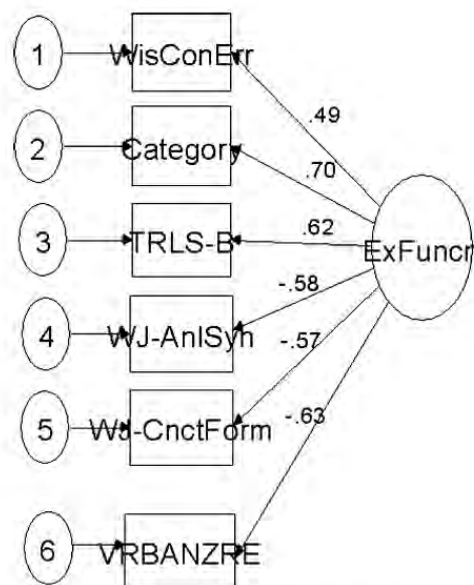 1 WisConErr
.49
2 Category
.70
3 TRLS-B
.62
ExFuncn
4 WJ-AnlSyn
-.58
5 WJ-CnctForm
-.57
-.63
6 VRBANZRE